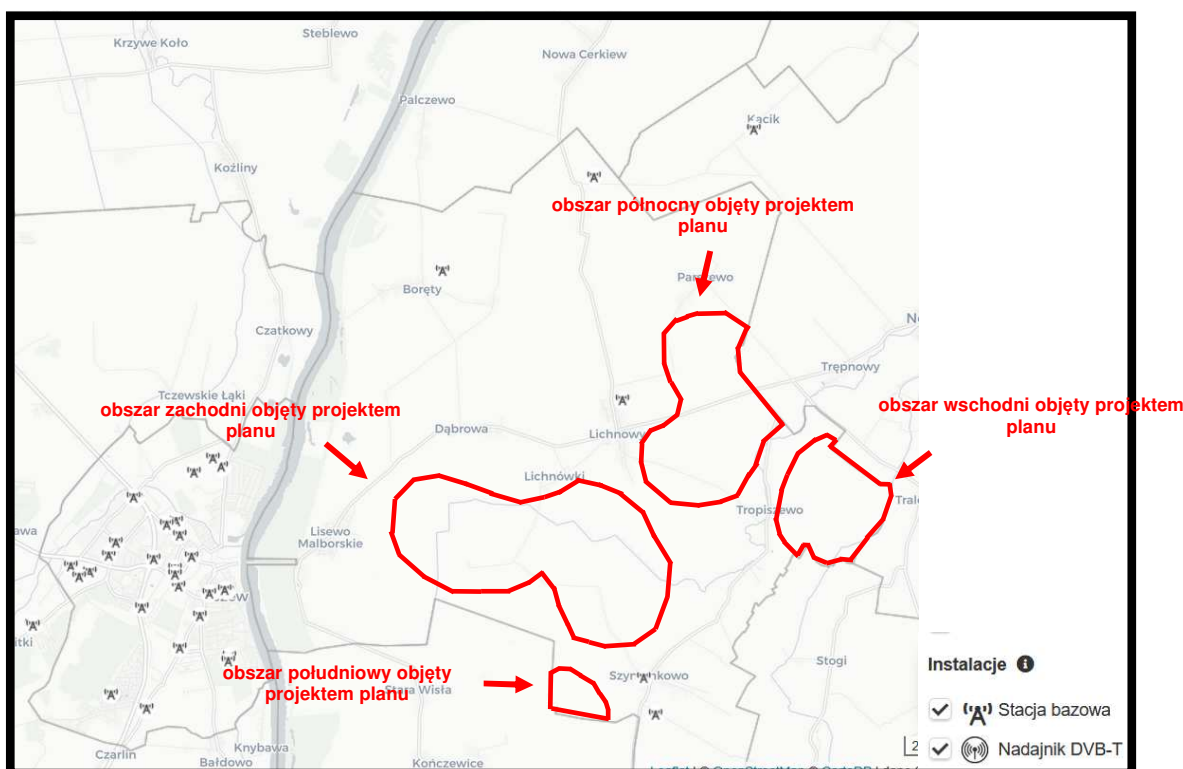 Steblewo
Krzywe Koło
Nowa Cerkiew
Palczewo
Kącik
Koźliny
obszar północny objęty projektem
planu
Boręty
Czatkowy
Trępnowy
Tczewskie Łąki
obszar zachodni objęty projektem
planu
obszar wschodni objęty projektem
planu
Dąbrowa
Lichnowy
Lichnówki
Tropiszewo
Lisewo
Malborskie
obszar południowy objęty
projektem planu
Stara Wisła
Stogi
Instalacje
Stacja bazowa
Nadajnik DVB-T
Czarlin
Knybawa
Bałdowo
Kończewice